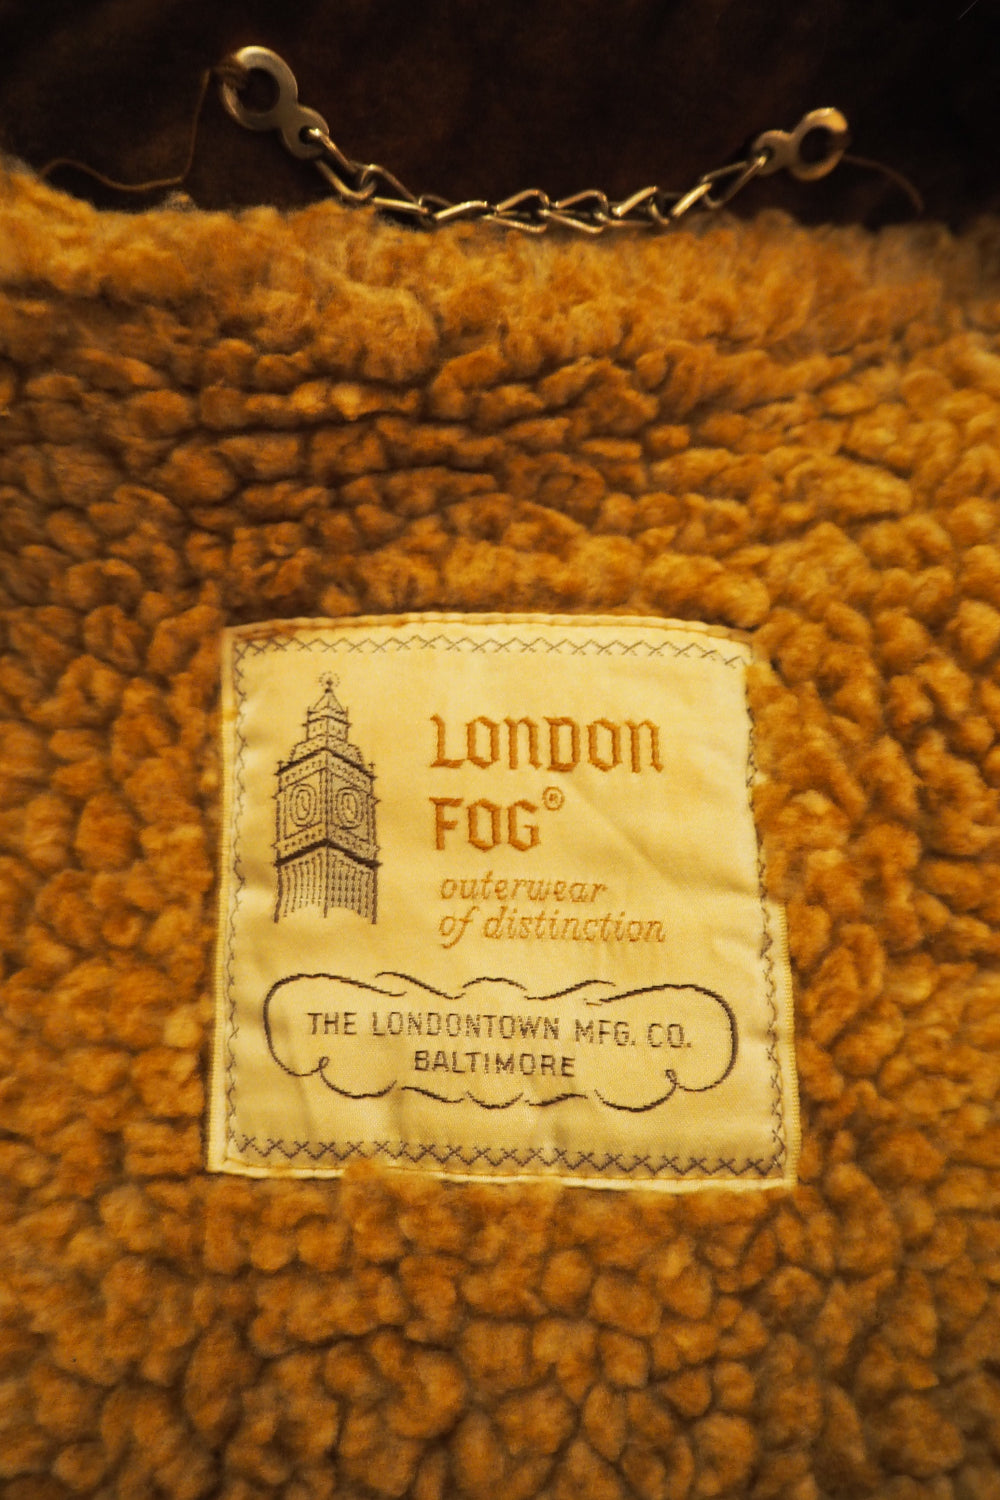 LONDON
FOG®
outerwear
of distinction
THE LONDONTOWN MFG. CO.
BALTIMORE